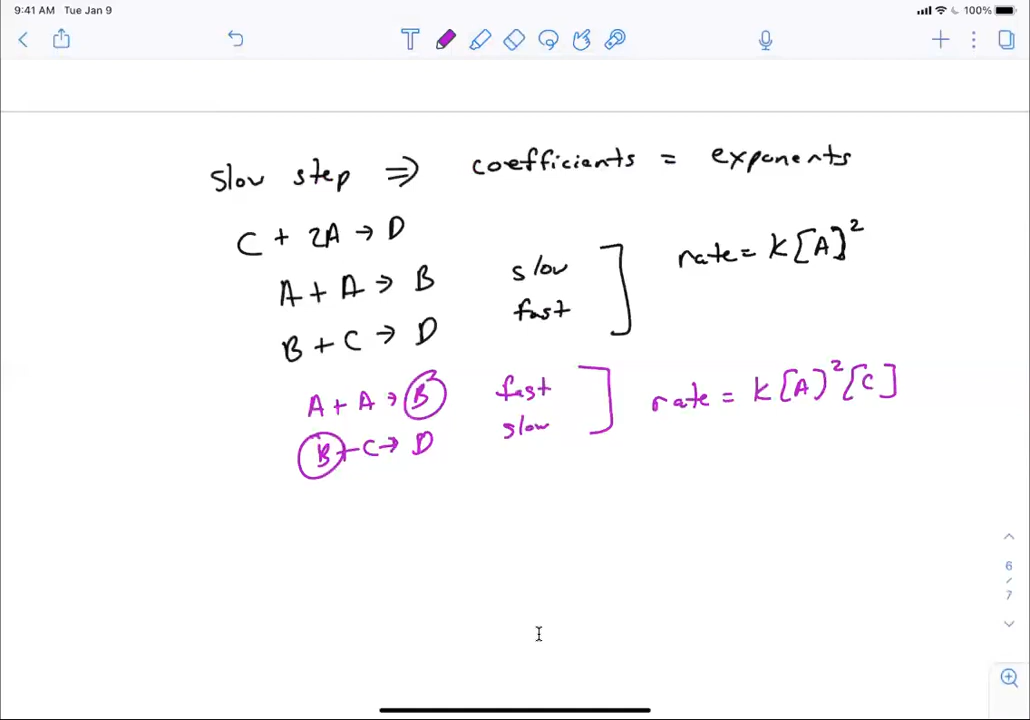 9:41 AM Tue Jan 9 100%
slow step ⇒ coefficients = exponents
C + 2A → D
A + A → B slow
B + C → D fast
rate = k[A]²
A + A → B fast
B + C → D slow
rate = k[A]²[C]
6
/
7